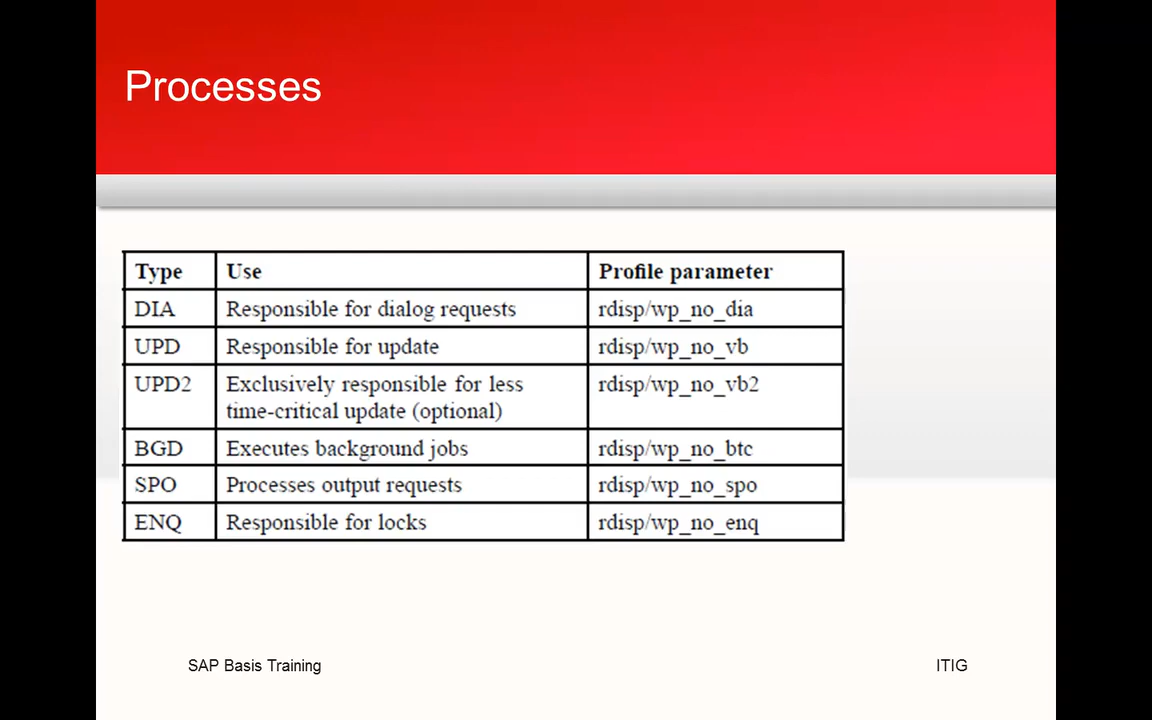 Processes
Type Use Profile parameter
DIA Responsible for dialog requests rdisp/wp_no_dia
UPD Responsible for update rdisp/wp_no_vb
UPD2 Exclusively responsible for less rdisp/wp_no_vb2
time-critical update (optional)
BGD Executes background jobs rdisp/wp_no_btc
SPO Processes output requests rdisp/wp_no_spo
ENQ Responsible for locks rdisp/wp_no_enq
SAP Basis Training ITIG